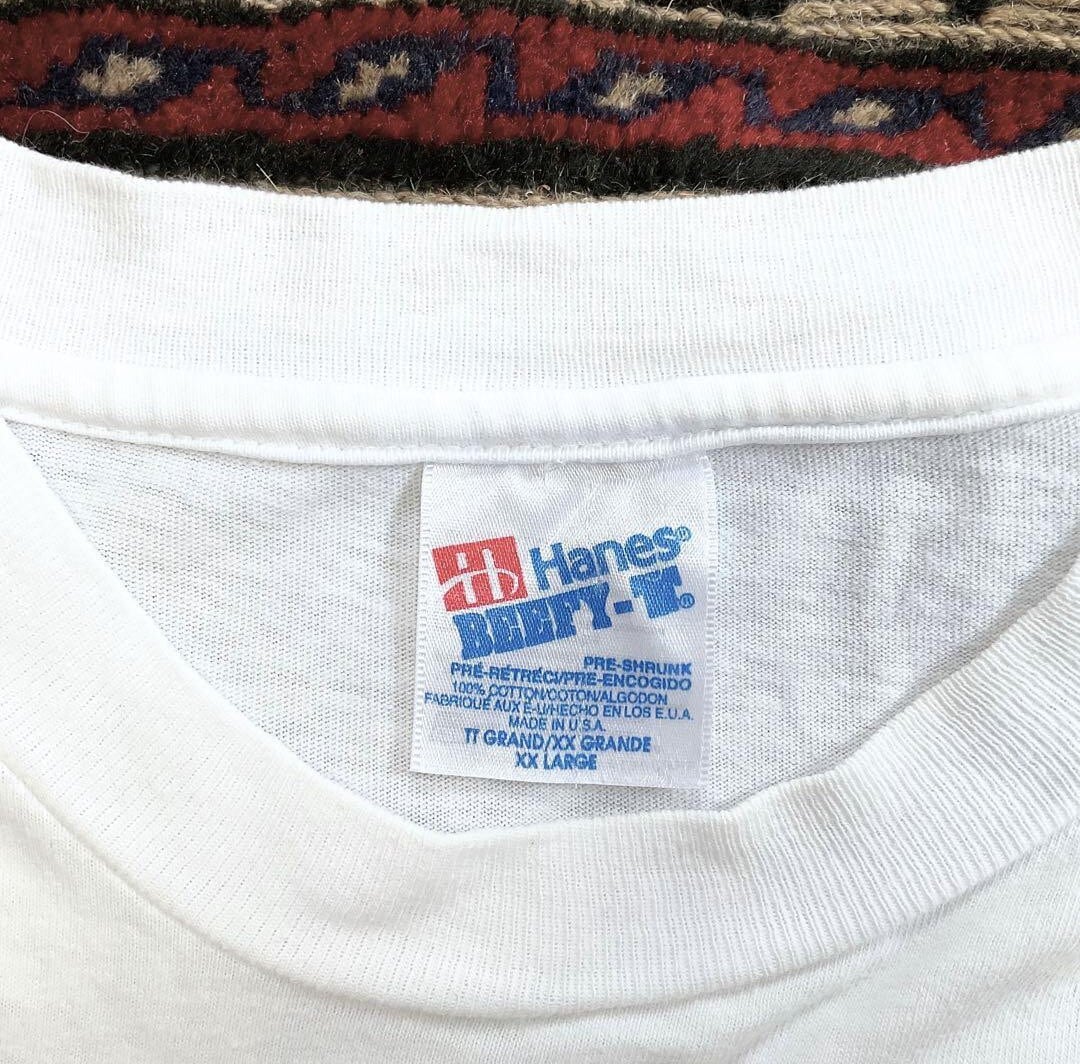 H Hanes®
BEEFY-T.®
PRE-SHRUNK
PRÉ-RÉTRÉCI/PRE-ENCOGIDO
100% COTTON/COTON/ALGODON
FABRIQUÉ AUX É-U/HECHO EN LOS E.U.A.
MADE IN U.S.A.
TT GRAND/XX GRANDE
XX LARGE